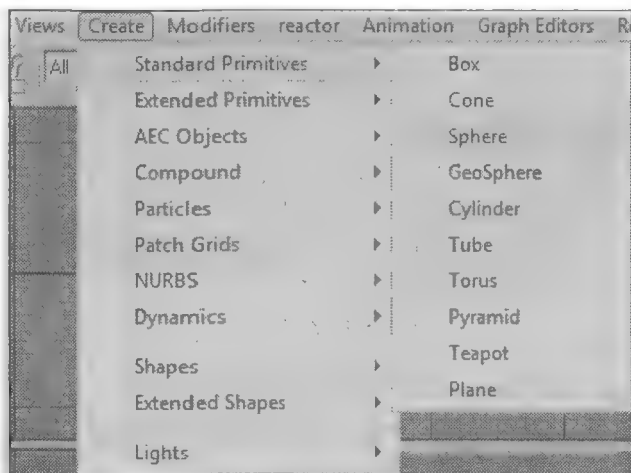 Views Create Modifiers reactor Animation Graph Editors
All
Standard Primitives
Extended Primitives
AEC Objects
Compound
Particles
Patch Grids
NURBS
Dynamics
Shapes
Extended Shapes
Lights
Box
Cone
Sphere
GeoSphere
Cylinder
Tube
Torus
Pyramid
Teapot
Plane